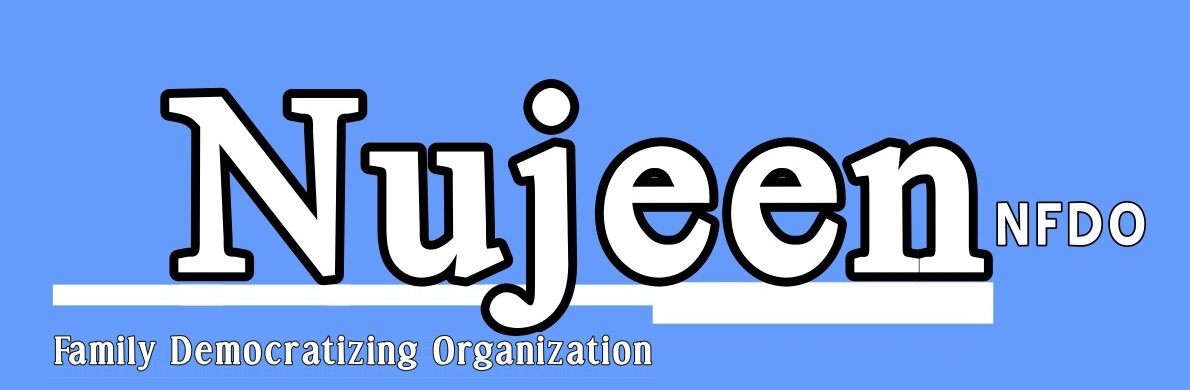 Nujeen NFDO
Family Democratizing Organization